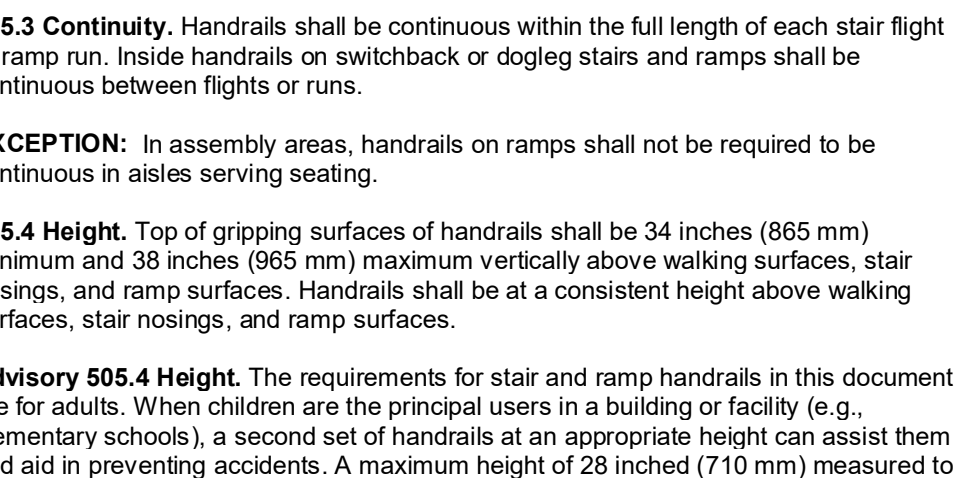 5.3 Continuity. Handrails shall be continuous within the full length of each stair flight
ramp run. Inside handrails on switchback or dogleg stairs and ramps shall be
ntinuous between flights or runs.
XCEPTION: In assembly areas, handrails on ramps shall not be required to be
ntinuous in aisles serving seating.
5.4 Height. Top of gripping surfaces of handrails shall be 34 inches (865 mm)
nimum and 38 inches (965 mm) maximum vertically above walking surfaces, stair
sings, and ramp surfaces. Handrails shall be at a consistent height above walking
rfaces, stair nosings, and ramp surfaces.
dvisory 505.4 Height. The requirements for stair and ramp handrails in this document
e for adults. When children are the principal users in a building or facility (e.g.,
ementary schools), a second set of handrails at an appropriate height can assist them
d aid in preventing accidents. A maximum height of 28 inched (710 mm) measured to